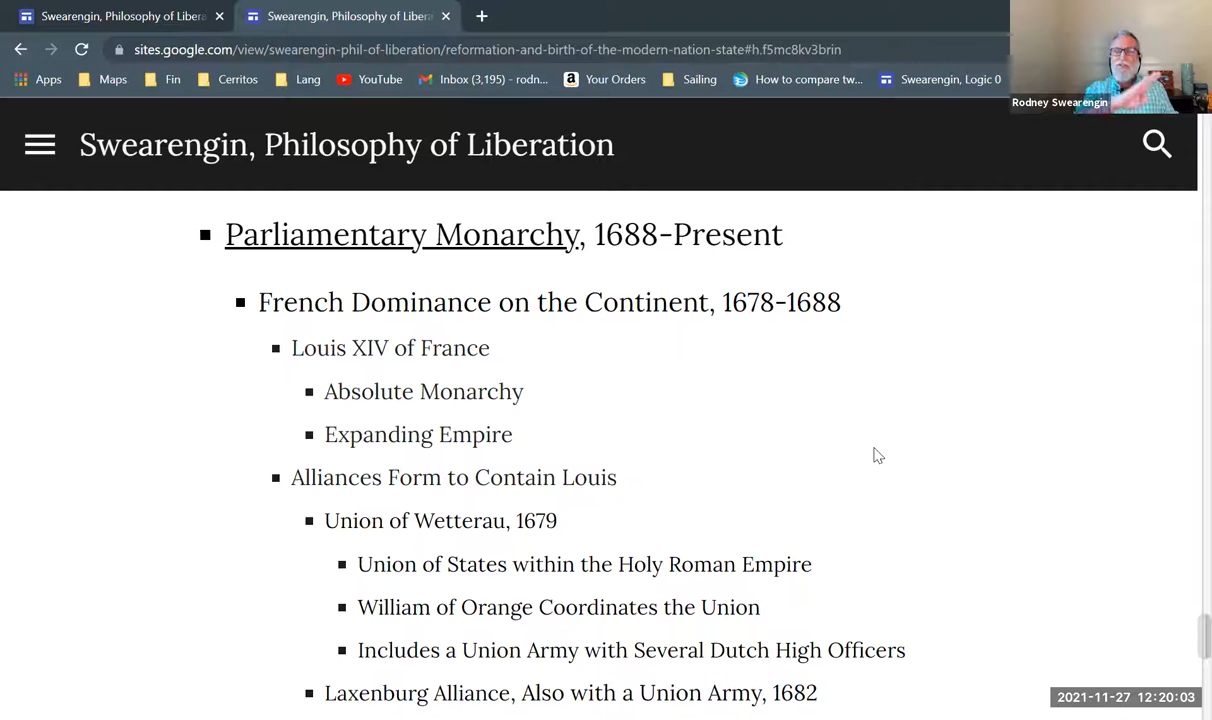 Swearengin, Philosophy of Libera
Swearengin, Philosophy of Libera
sites.google.com/view/swearengin-phil-of-liberation/reformation-and-birth-of-the-modern-nation-state#h.f5mc8kv3brin
Apps Maps Fin Cerritos Lang YouTube Inbox (3,195) - rodn... Your Orders Sailing How to compare tw... Swearengin, Logic 0
Rodney Swearengin
Swearengin, Philosophy of Liberation
Parliamentary Monarchy, 1688-Present
French Dominance on the Continent, 1678-1688
Louis XIV of France
Absolute Monarchy
Expanding Empire
Alliances Form to Contain Louis
Union of Wetterau, 1679
Union of States within the Holy Roman Empire
William of Orange Coordinates the Union
Includes a Union Army with Several Dutch High Officers
Laxenburg Alliance, Also with a Union Army, 1682
2021-11-27 12:20:03